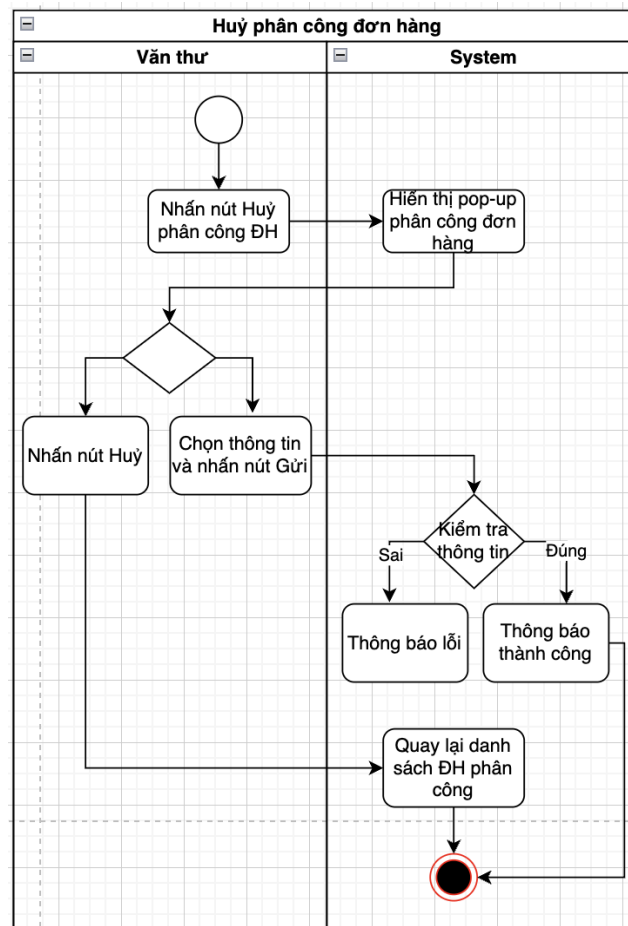 Huỷ phân công đơn hàng
Văn thư
System
Nhấn nút Huỷ
phân công ĐH
Hiển thị pop-up
phân công đơn
hàng
Nhấn nút Huỷ
Chọn thông tin
và nhấn nút Gửi
Kiểm tra
thông tin
Sai
Đúng
Thông báo lỗi
Thông báo
thành công
Quay lại danh
sách ĐH phân
công